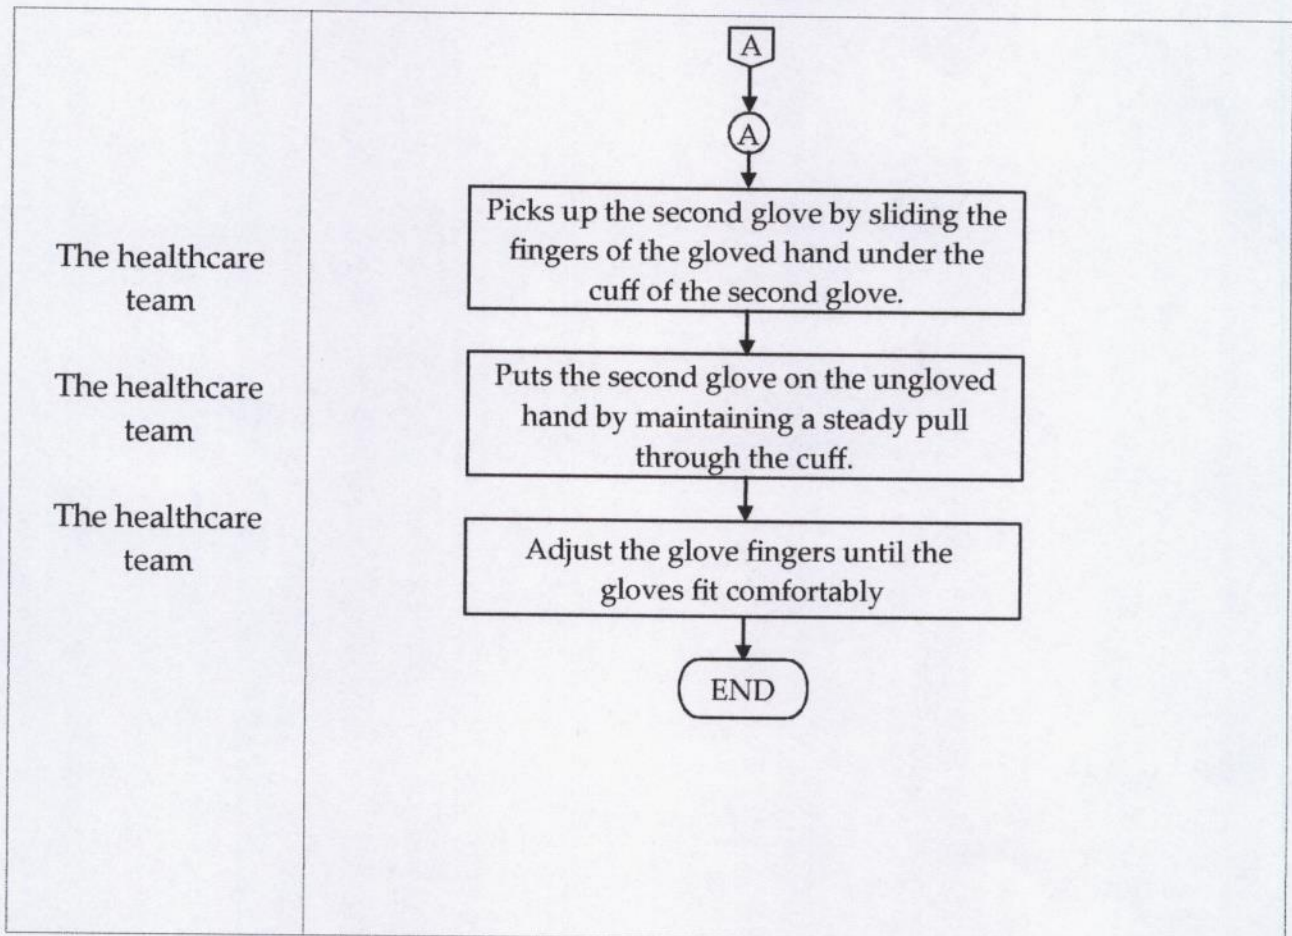 A
A
Picks up the second glove by sliding the
fingers of the gloved hand under the
cuff of the second glove.
The healthcare
team
Puts the second glove on the ungloved
hand by maintaining a steady pull
through the cuff.
The healthcare
team
Adjust the glove fingers until the
gloves fit comfortably
The healthcare
team
END